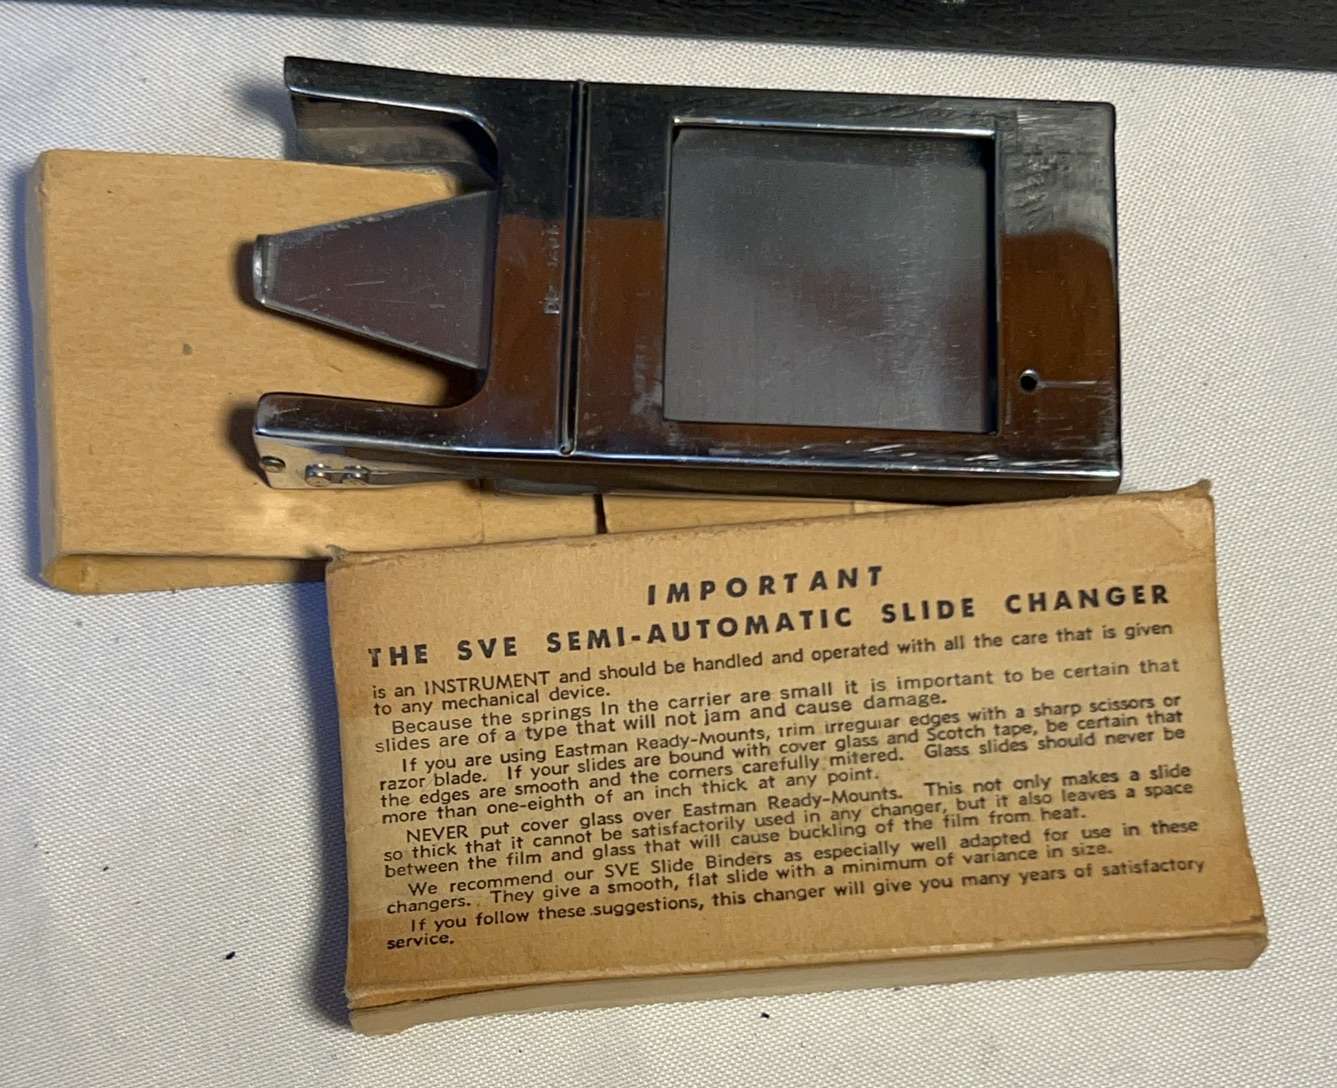 IMPORTANT
THE SVE SEMI-AUTOMATIC SLIDE CHANGER
is an INSTRUMENT and should be handled and operated with all the care that is given
to any mechanical device.
Because the springs In the carrier are small it is important to be certain that
slides are of a type that will not jam and cause damage.
If you are using Eastman Ready-Mounts, trim irregular edges with a sharp scissors or
razor blade. If your slides are bound with cover glass and Scotch tape, be certain that
the edges are smooth and the corners carefully mitered. Glass slides should never be
more than one-eighth of an inch thick at any point.
NEVER put cover glass over Eastman Ready-Mounts. This not only makes a slide
so thick that it cannot be satisfactorily used in any changer, but it also leaves a space
between the film and glass that will cause buckling of the film from heat.
We recommend our SVE Slide Binders as especially well adapted for use in these
changers. They give a smooth, flat slide with a minimum of variance in size.
If you follow these suggestions, this changer will give you many years of satisfactory
service.